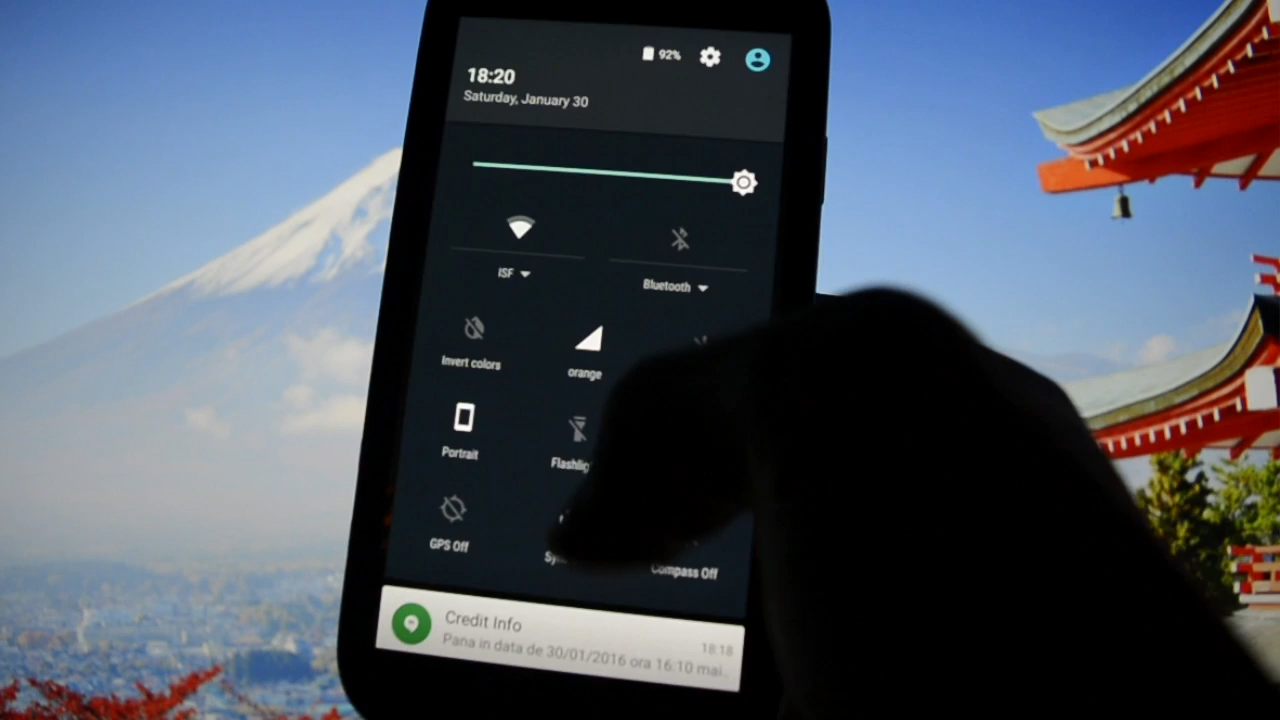 92%
18:20
Saturday, January 30
ISF
Bluetooth
Invert colors
orange
Portrait
Flashlig
GPS Off
Compass Off
Credit Info
18:18
Pana in data de 30/01/2016 ora 16:10 mai..